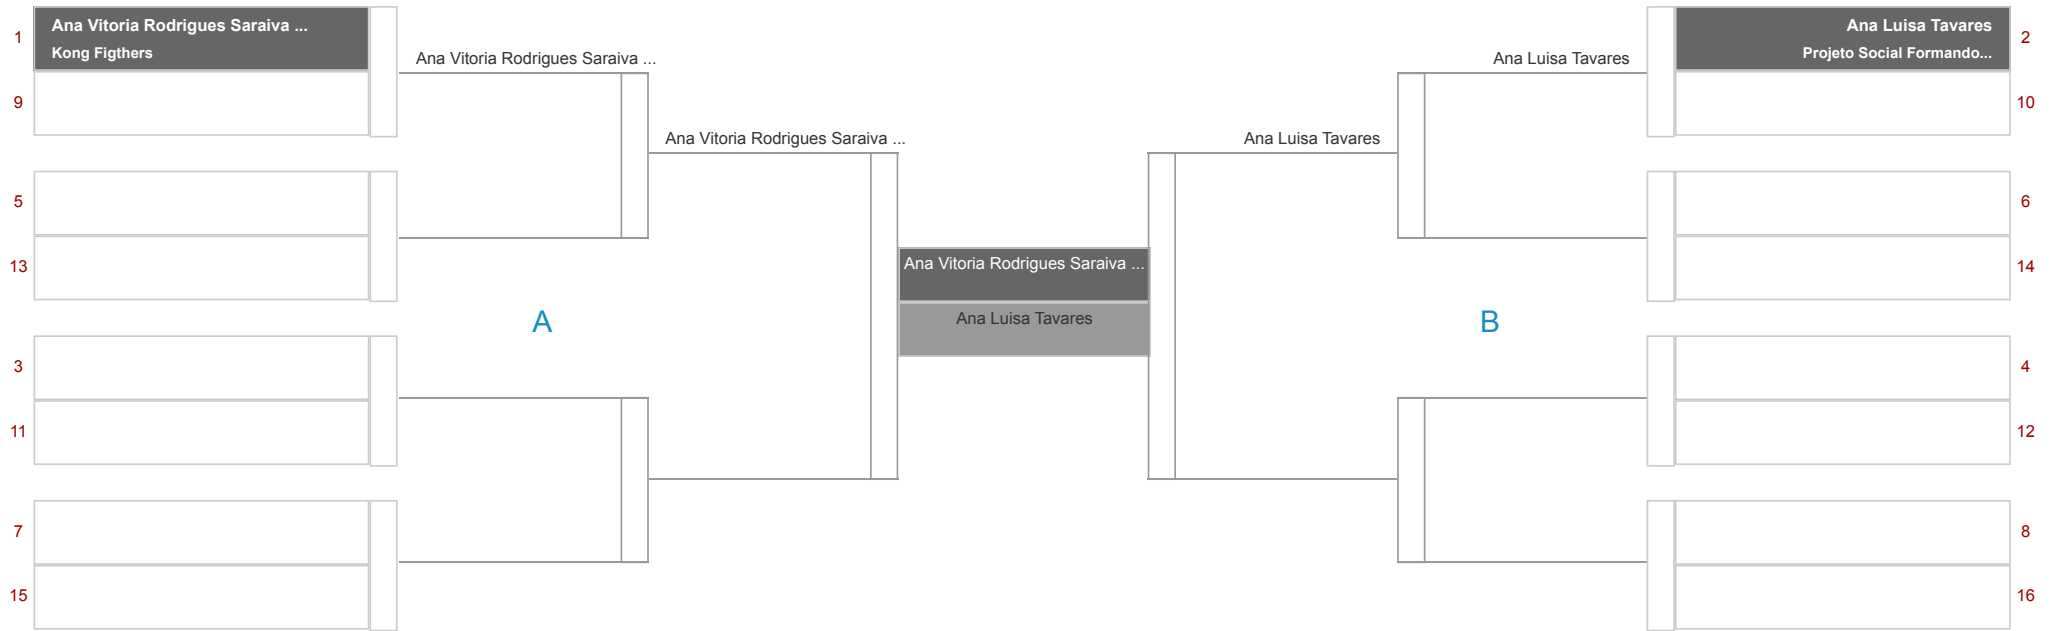 1
Ana Vitoria Rodrigues Saraiva ...
Kong Figthers
9
5
13
3
11
7
15
Ana Vitoria Rodrigues Saraiva ...
Ana Vitoria Rodrigues Saraiva ...
A
Ana Vitoria Rodrigues Saraiva ...
Ana Luisa Tavares
B
Ana Luisa Tavares
Ana Luisa Tavares
Ana Luisa Tavares
Projeto Social Formando...
2
10
6
14
4
12
8
16